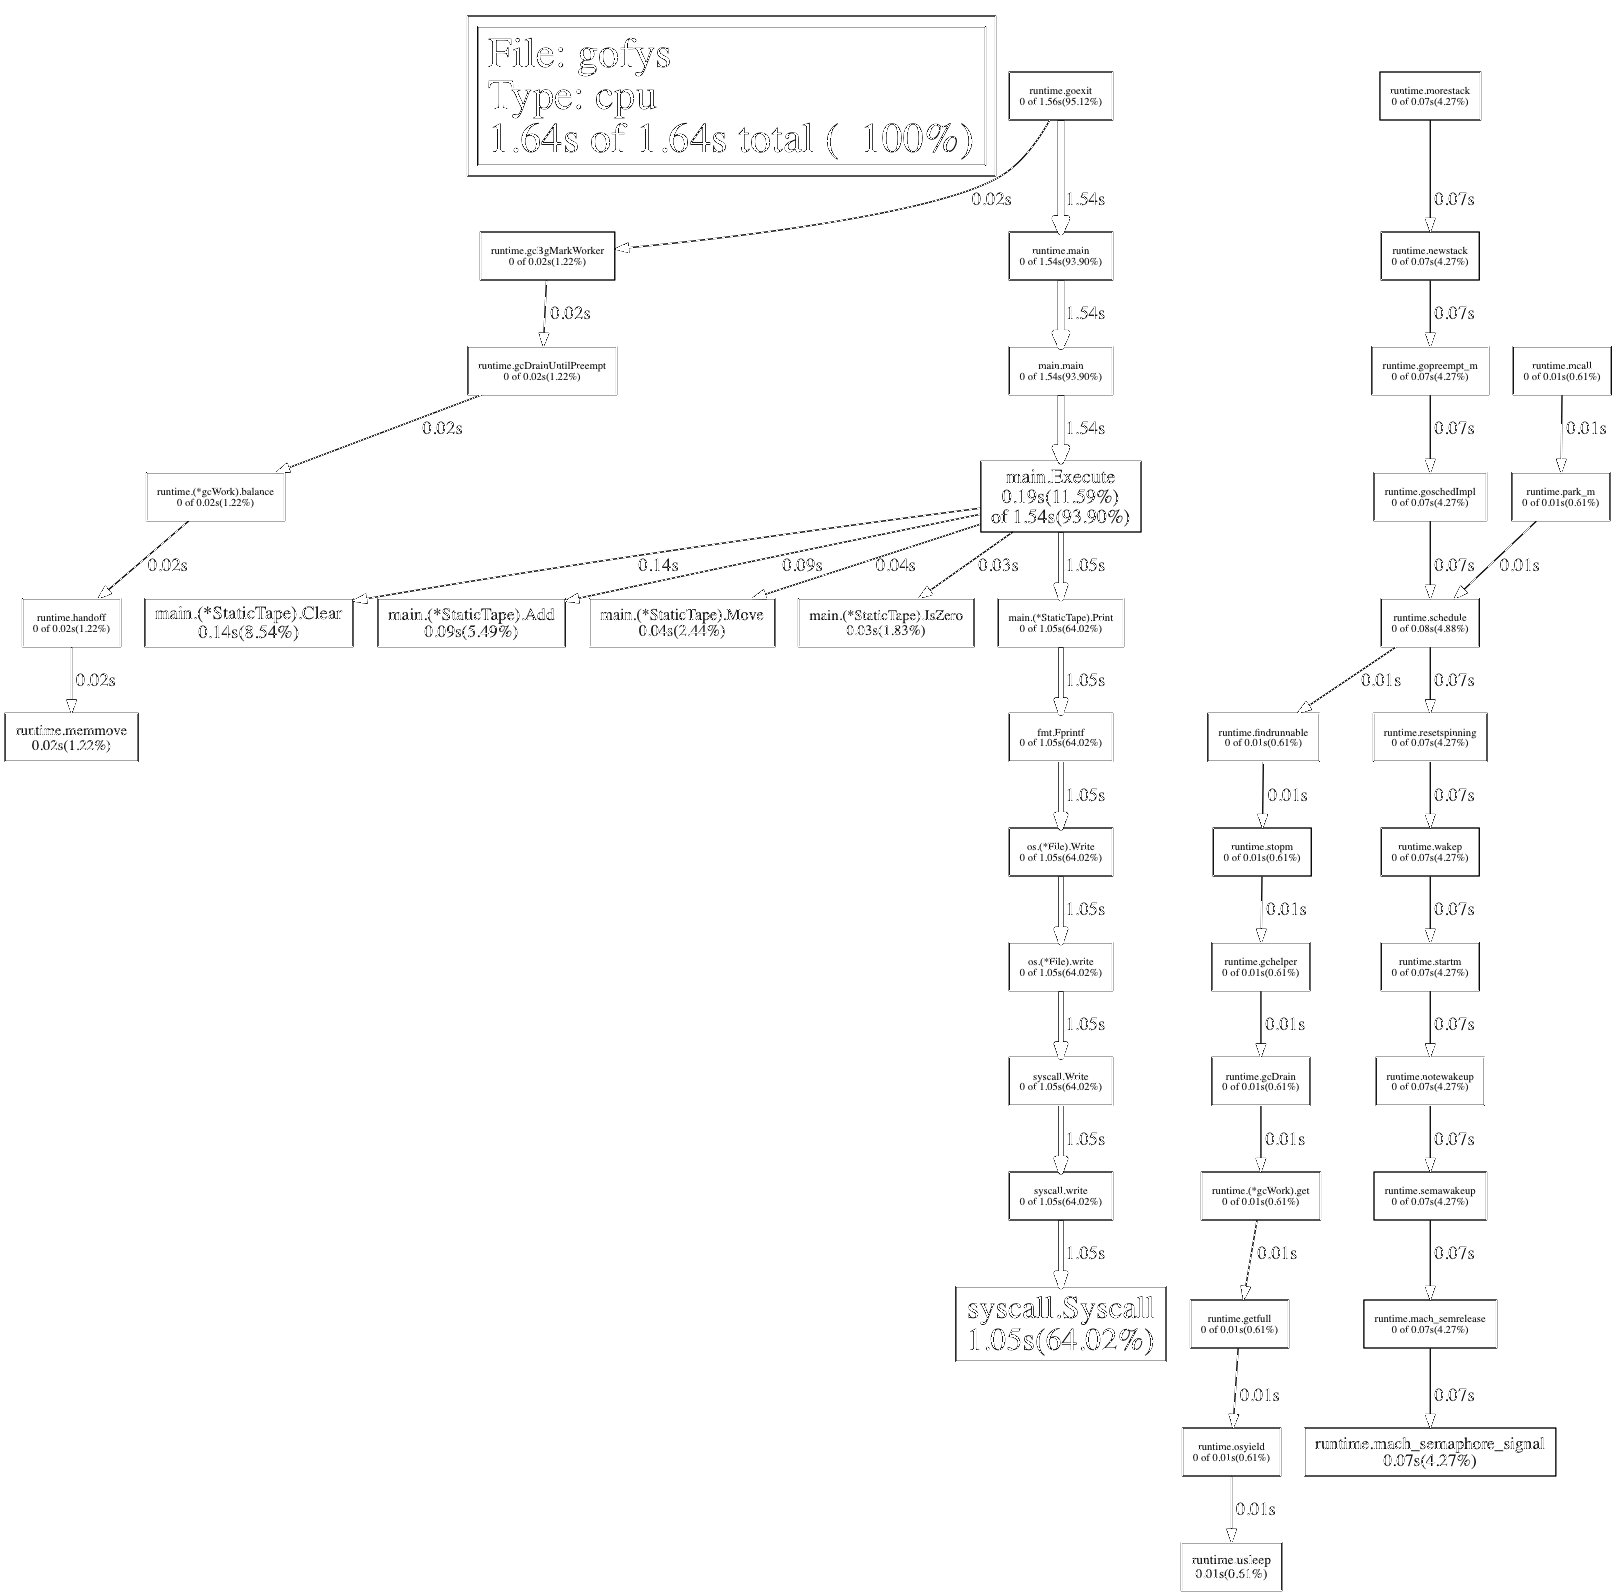 File: gofys
Type: cpu
1.64s of 1.64s total ( 100%)
runtime.goexit
0 of 1.56s(95.12%)
runtime.morestack
0 of 0.07s(4.27%)
0.02s
1.54s
0.07s
runtime.gcBgMarkWorker
0 of 0.02s(1.22%)
runtime.main
0 of 1.54s(93.90%)
runtime.newstack
0 of 0.07s(4.27%)
0.02s
1.54s
0.07s
runtime.gcDrainUntilPreempt
0 of 0.02s(1.22%)
main.main
0 of 1.54s(93.90%)
runtime.gopreempt_m
0 of 0.07s(4.27%)
runtime.mcall
0 of 0.01s(0.61%)
0.02s
1.54s
0.07s
0.01s
runtime.(*gcWork).balance
0 of 0.02s(1.22%)
main.Execute
0.19s(11.59%)
of 1.54s(93.90%)
runtime.goschedImpl
0 of 0.07s(4.27%)
runtime.park_m
0 of 0.01s(0.61%)
0.02s
0.14s
0.09s
0.04s
0.03s
1.05s
0.07s
0.01s
runtime.handoff
0 of 0.02s(1.22%)
main.(*StaticTape).Clear
0.14s(8.54%)
main.(*StaticTape).Add
0.09s(5.49%)
main.(*StaticTape).Move
0.04s(2.44%)
main.(*StaticTape).IsZero
0.03s(1.83%)
main.(*StaticTape).Print
0 of 1.05s(64.02%)
runtime.schedule
0 of 0.08s(4.88%)
0.02s
1.05s
0.01s
0.07s
runtime.memmove
0.02s(1.22%)
fmt.Fprintf
0 of 1.05s(64.02%)
runtime.findrunnable
0 of 0.01s(0.61%)
runtime.resetspinning
0 of 0.07s(4.27%)
1.05s
0.01s
0.07s
os.(*File).Write
0 of 1.05s(64.02%)
runtime.stopm
0 of 0.01s(0.61%)
runtime.wakep
0 of 0.07s(4.27%)
1.05s
0.01s
0.07s
os.(*File).write
0 of 1.05s(64.02%)
runtime.gchelper
0 of 0.01s(0.61%)
runtime.startm
0 of 0.07s(4.27%)
1.05s
0.01s
0.07s
syscall.Write
0 of 1.05s(64.02%)
runtime.gcDrain
0 of 0.01s(0.61%)
runtime.notewakeup
0 of 0.07s(4.27%)
1.05s
0.01s
0.07s
syscall.write
0 of 1.05s(64.02%)
runtime.(*gcWork).get
0 of 0.01s(0.61%)
runtime.semawakeup
0 of 0.07s(4.27%)
1.05s
0.01s
0.07s
syscall.Syscall
1.05s(64.02%)
runtime.getfull
0 of 0.01s(0.61%)
runtime.mach_semrelease
0 of 0.07s(4.27%)
0.01s
0.07s
runtime.osyield
0 of 0.01s(0.61%)
runtime.mach_semaphore_signal
0.07s(4.27%)
0.01s
runtime.usleep
0.01s(0.61%)